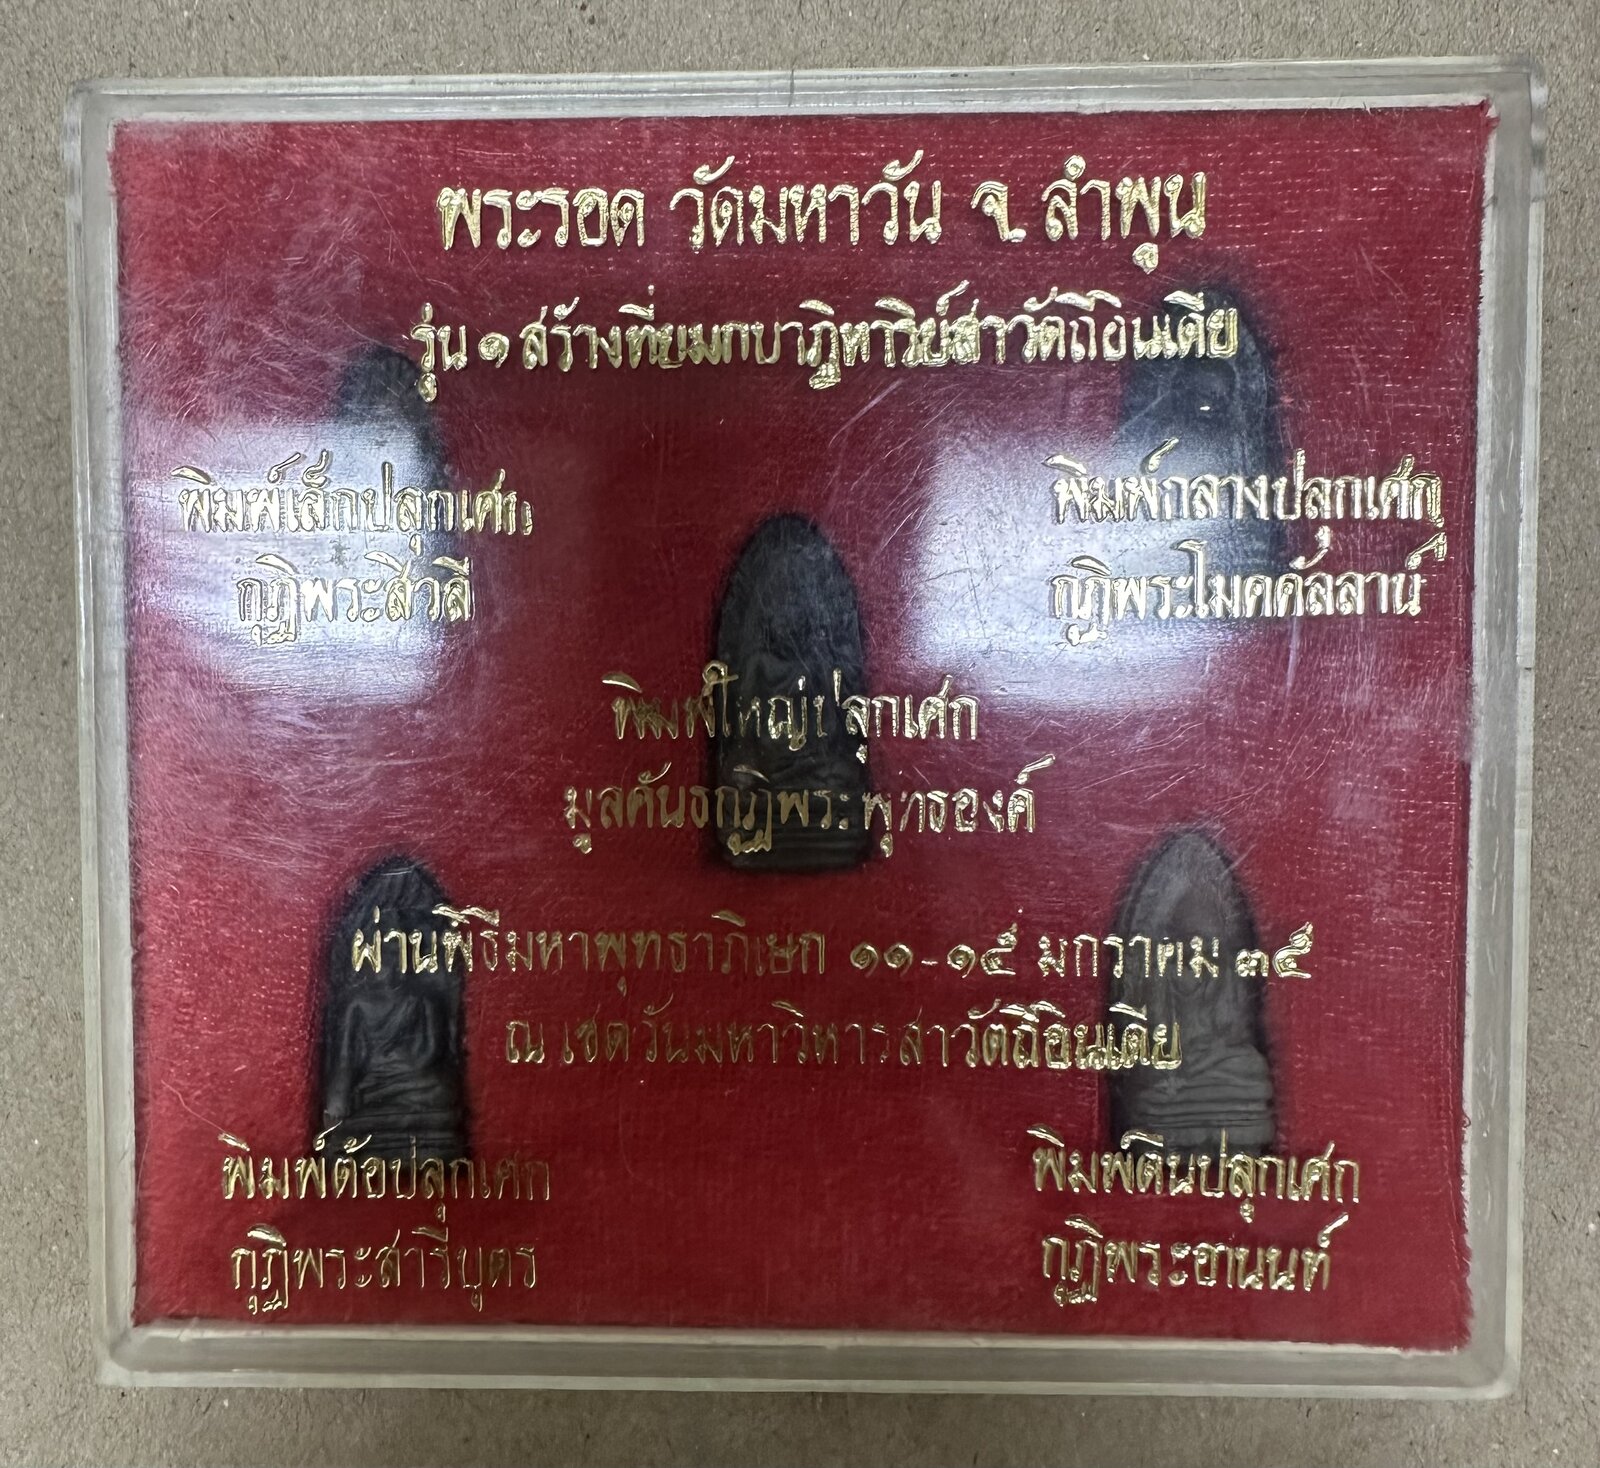 พระรอด วัดมหาวัน จ. ลำพูน
รุ่น ๑ สร้างที่ยมกบาฏิหาริย์สาวัตถีอินเดีย
พิมพ์เล็กปลุกเศก
กุฏิพระสีวลี
พิมพ์กลางปลุกเศก
กุฏิพระโมคคัลลาน์
พิมพ์ใหญ่ปลุกเศก
มูลคันธกุฏีพระพุทธองค์
ผ่านพิธีมหาพุทธาภิเษก ๑๑-๑๕ มกราคม ๓๕
ณ เชตวันมหาวิหารสาวัตถีอินเดีย
พิมพ์ต้อปลุกเศก
กุฏิพระสารีบุตร
พิมพ์ตื้นปลุกเศก
กุฏิพระอานนท์